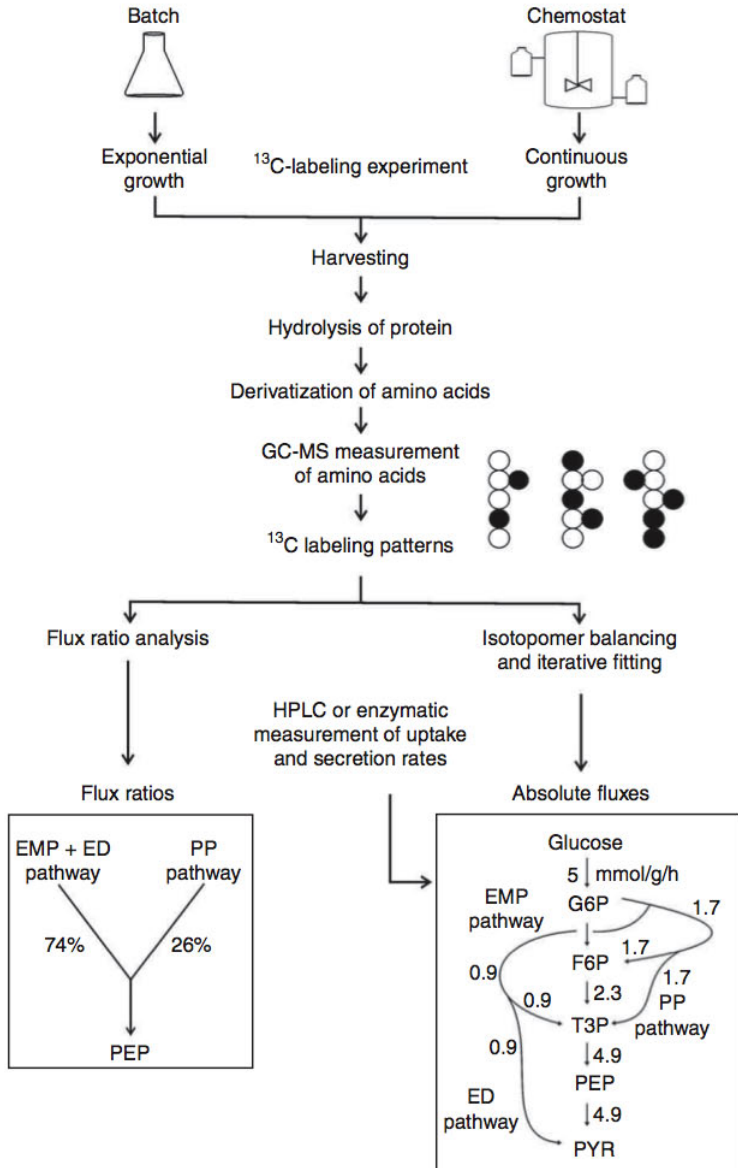 Batch
Chemostat
Exponential
growth
¹³C-labeling experiment
Continuous
growth
Harvesting
Hydrolysis of protein
Derivatization of amino acids
GC-MS measurement
of amino acids
¹³C labeling patterns
Flux ratio analysis
Isotopomer balancing
and iterative fitting
HPLC or enzymatic
measurement of uptake
and secretion rates
Flux ratios
EMP + ED
pathway
PP
pathway
74%
26%
PEP
Absolute fluxes
Glucose
5 mmol/g/h
G6P
EMP
pathway
1.7
1.7
F6P
0.9
1.7
2.3
PP
pathway
0.9
T3P
0.9
4.9
PEP
ED
pathway
4.9
PYR